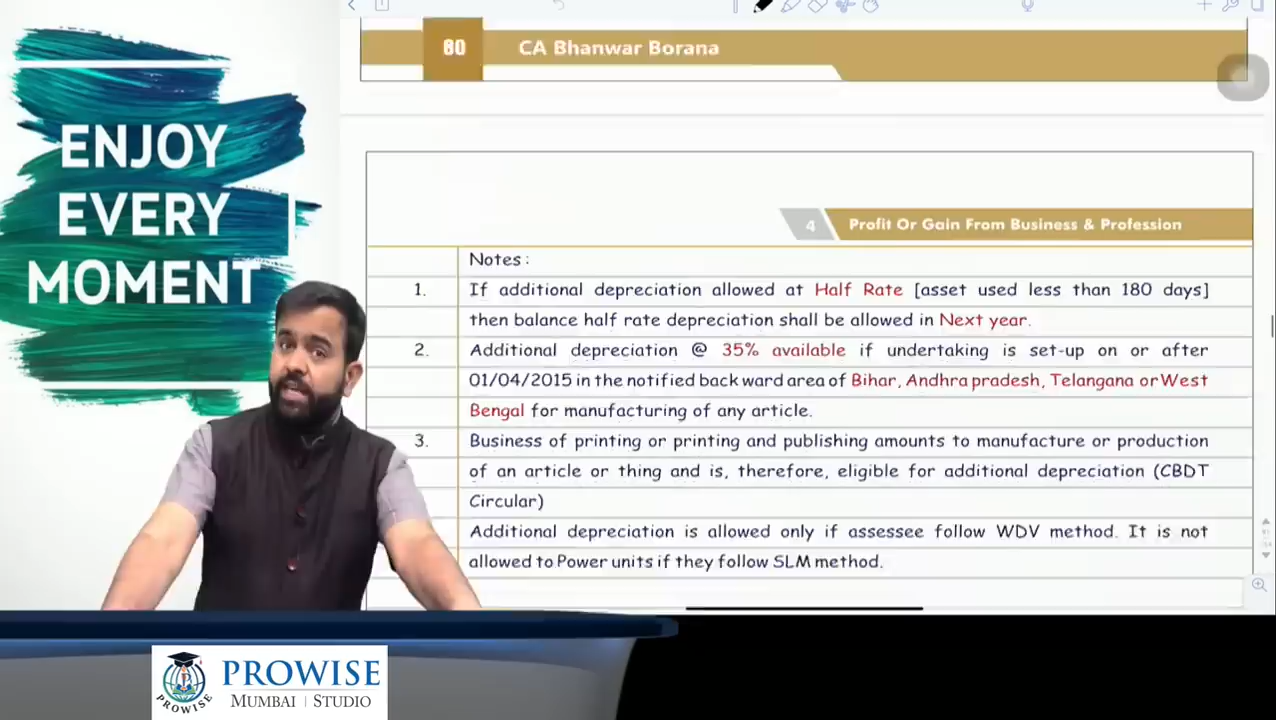 ENJOY
EVERY
MOMENT
60 CA Bhanwar Borana
4 Profit Or Gain From Business & Profession
Notes :
1. If additional depreciation allowed at Half Rate [asset used less than 180 days]
then balance half rate depreciation shall be allowed in Next year.
2. Additional depreciation @ 35% available if undertaking is set-up on or after
01/04/2015 in the notified back ward area of Bihar, Andhra pradesh, Telangana or West
Bengal for manufacturing of any article.
3. Business of printing or printing and publishing amounts to manufacture or production
of an article or thing and is, therefore, eligible for additional depreciation (CBDT
Circular)
Additional depreciation is allowed only if assessee follow WDV method. It is not
allowed to Power units if they follow SLM method.
PROWISE
PROWISE
MUMBAI | STUDIO